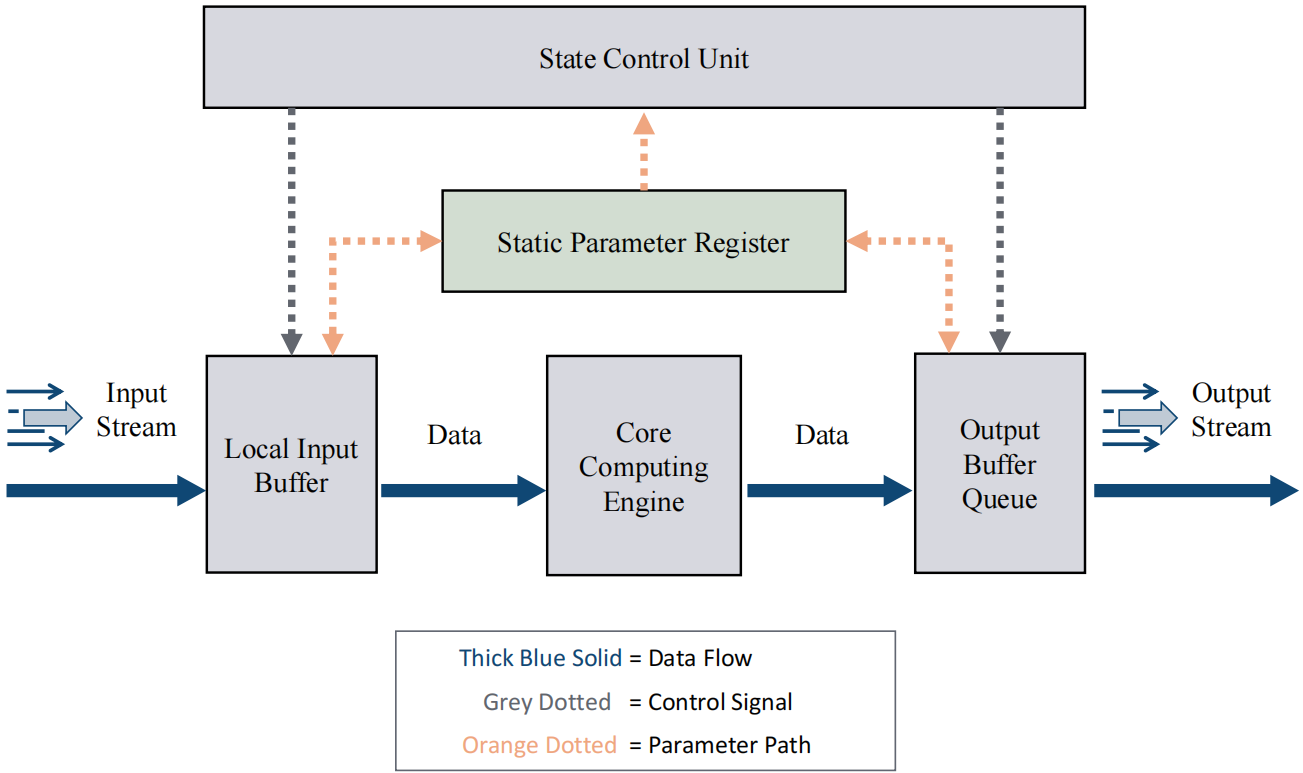 State Control Unit
Static Parameter Register
Input
Stream
Local Input
Buffer
Data
Core
Computing
Engine
Data
Output
Buffer
Queue
Output
Stream
Thick Blue Solid = Data Flow
Grey Dotted = Control Signal
Orange Dotted = Parameter Path